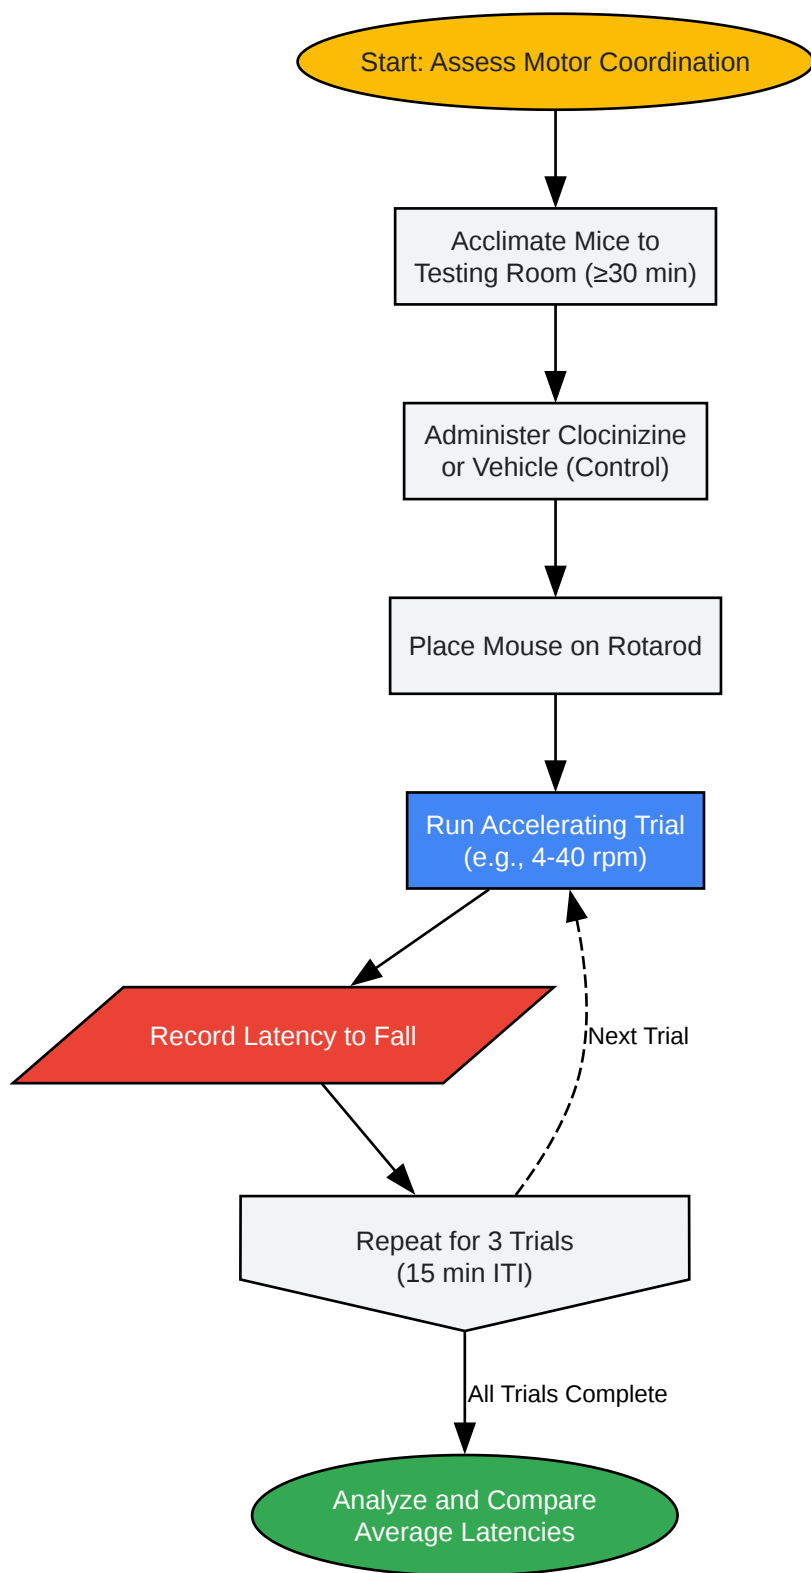 Start: Assess Motor Coordination
Acclimate Mice to
Testing Room (≥30 min)
Administer Clocinizine
or Vehicle (Control)
Place Mouse on Rotarod
Run Accelerating Trial
(e.g., 4-40 rpm)
Record Latency to Fall
Next Trial
Repeat for 3 Trials
(15 min ITI)
All Trials Complete
Analyze and Compare
Average Latencies